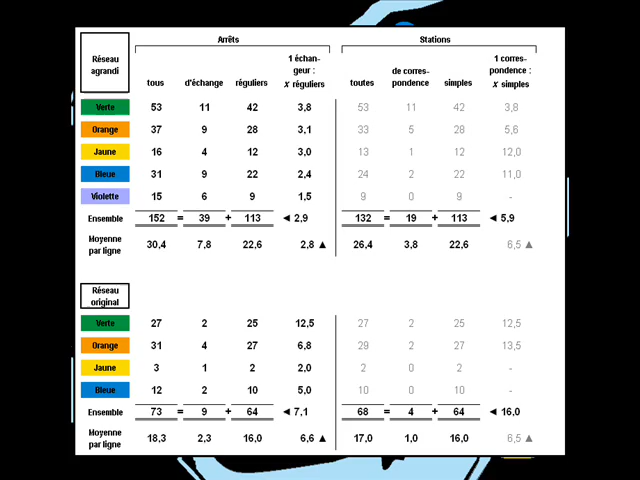 Arrêts Stations
Réseau agrandi
tous d'échange réguliers 1 échangeur : x réguliers toutes de correspondence simples 1 correspondence : x simples
Verte 53 11 42 3,8 53 11 42 3,8
Orange 37 9 28 3,1 33 5 28 5,6
Jaune 16 4 12 3,0 13 1 12 12,0
Bleue 31 9 22 2,4 24 2 22 11,0
Violette 15 6 9 1,5 9 0 9 -
Ensemble 152 = 39 + 113 ◄ 2,9 132 = 19 + 113 ◄ 5,9
Moyenne par ligne 30,4 7,8 22,6 2,8 ▲ 26,4 3,8 22,6 6,5 ▲
Réseau original
Verte 27 2 25 12,5 27 2 25 12,5
Orange 31 4 27 6,8 29 2 27 13,5
Jaune 3 1 2 2,0 2 0 2 -
Bleue 12 2 10 5,0 10 0 10 -
Ensemble 73 = 9 + 64 ◄ 7,1 68 = 4 + 64 ◄ 16,0
Moyenne par ligne 18,3 2,3 16,0 6,6 ▲ 17,0 1,0 16,0 6,5 ▲